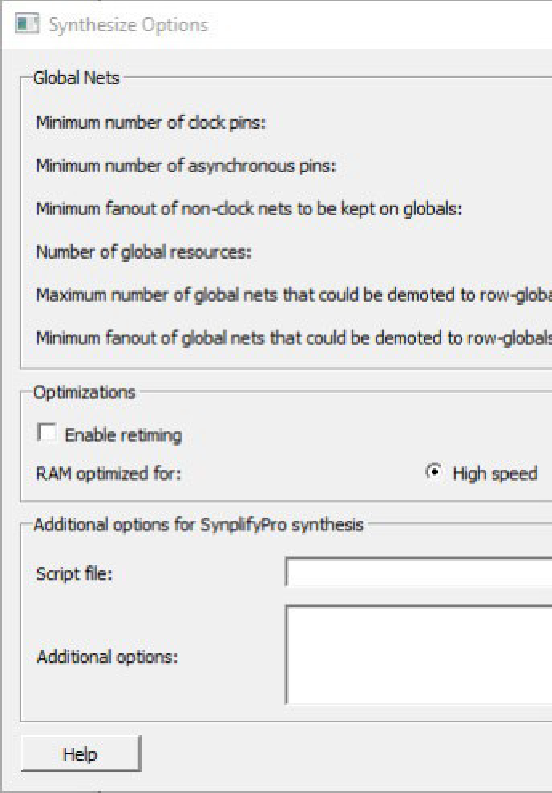 Synthesize Options
Global Nets
Minimum number of clock pins:
Minimum number of asynchronous pins:
Minimum fanout of non-clock nets to be kept on globals:
Number of global resources:
Maximum number of global nets that could be demoted to row-globa
Minimum fanout of global nets that could be demoted to row-globals
Optimizations
Enable retiming
RAM optimized for: High speed
Additional options for SynplifyPro synthesis
Script file:
Additional options:
Help